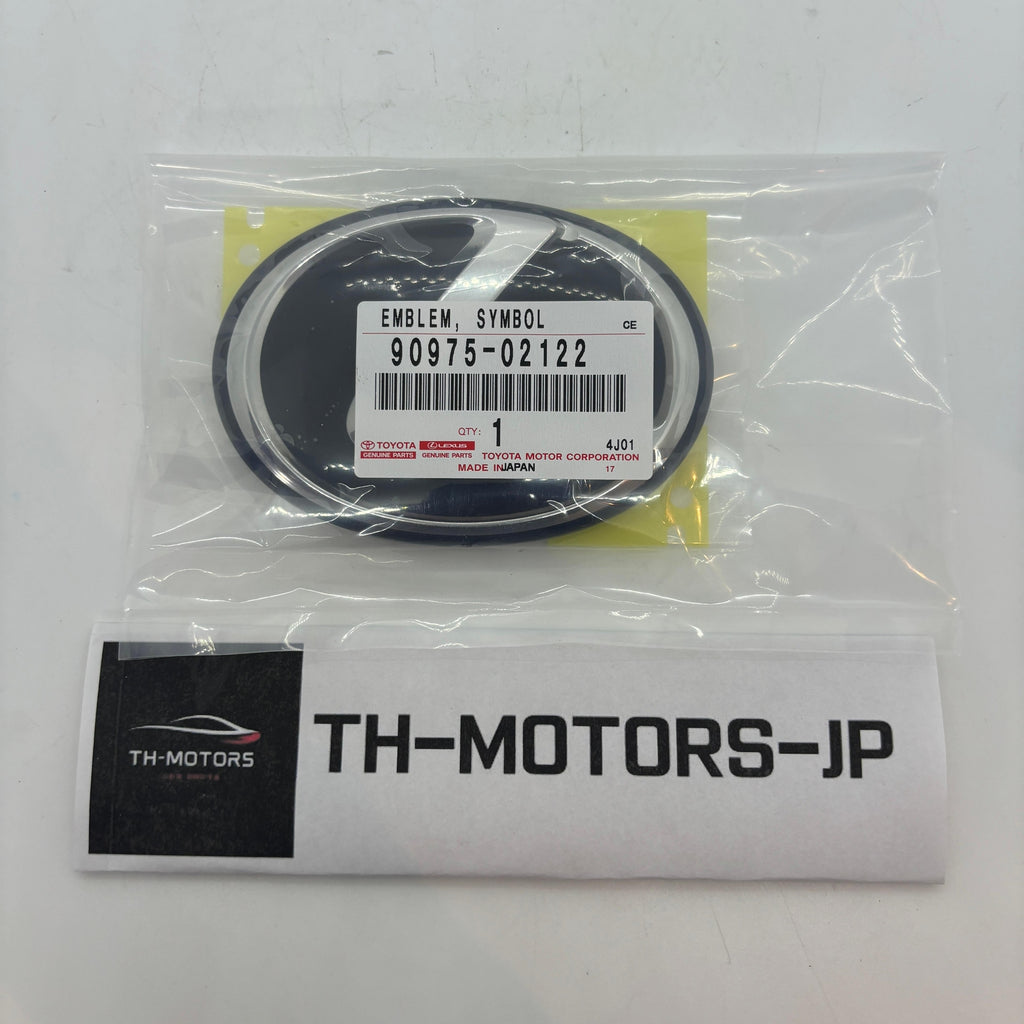 EMBLEM, SYMBOL
CE
90975-02122
QTY: 1
4J01
TOYOTA LEXUS
GENUINE PARTS GENUINE PARTS TOYOTA MOTOR CORPORATION
MADE IN JAPAN 17
TH-MOTORS
TH-MOTORS-JP